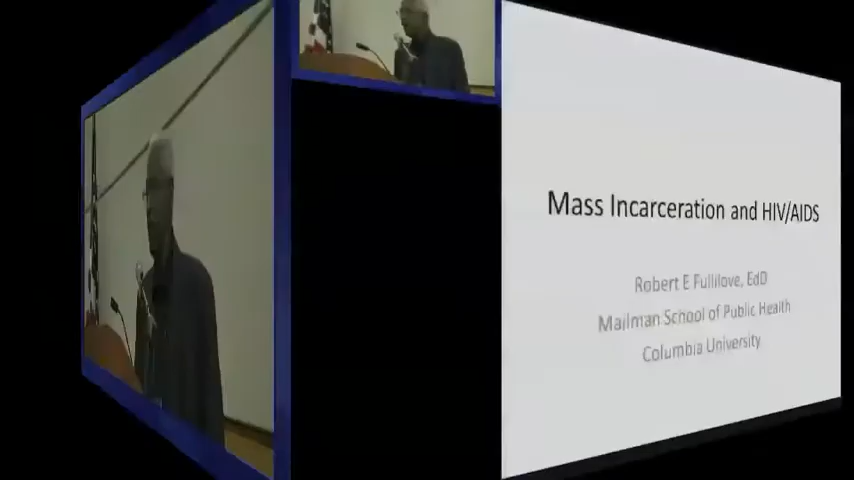 Mass Incarceration and HIV/AIDS
Robert E Fullilove, EdD
Mailman School of Public Health
Columbia University